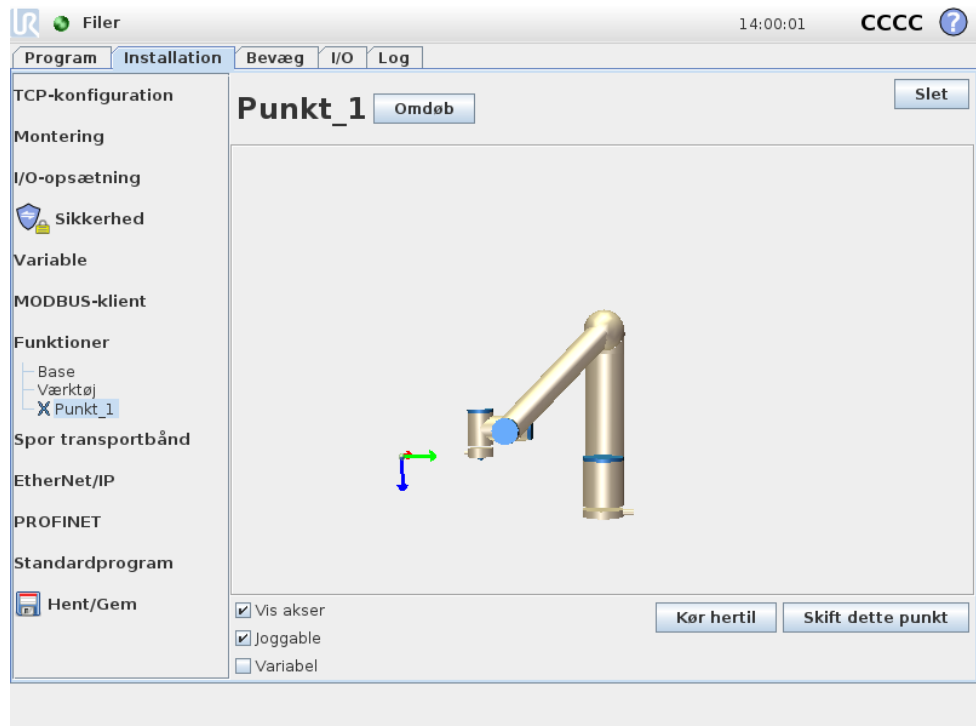 UR Filer 14:00:01 CCCC ?
Program Installation Bevæg I/O Log
TCP-konfiguration
Montering
I/O-opsætning
Sikkerhed
Variable
MODBUS-klient
Funktioner
Base
Værktøj
Punkt_1
Spor transportbånd
EtherNet/IP
PROFINET
Standardprogram
Hent/Gem
Punkt_1 Omdøb Slet
Vis akser
Joggable
Variabel
Kør hertil Skift dette punkt